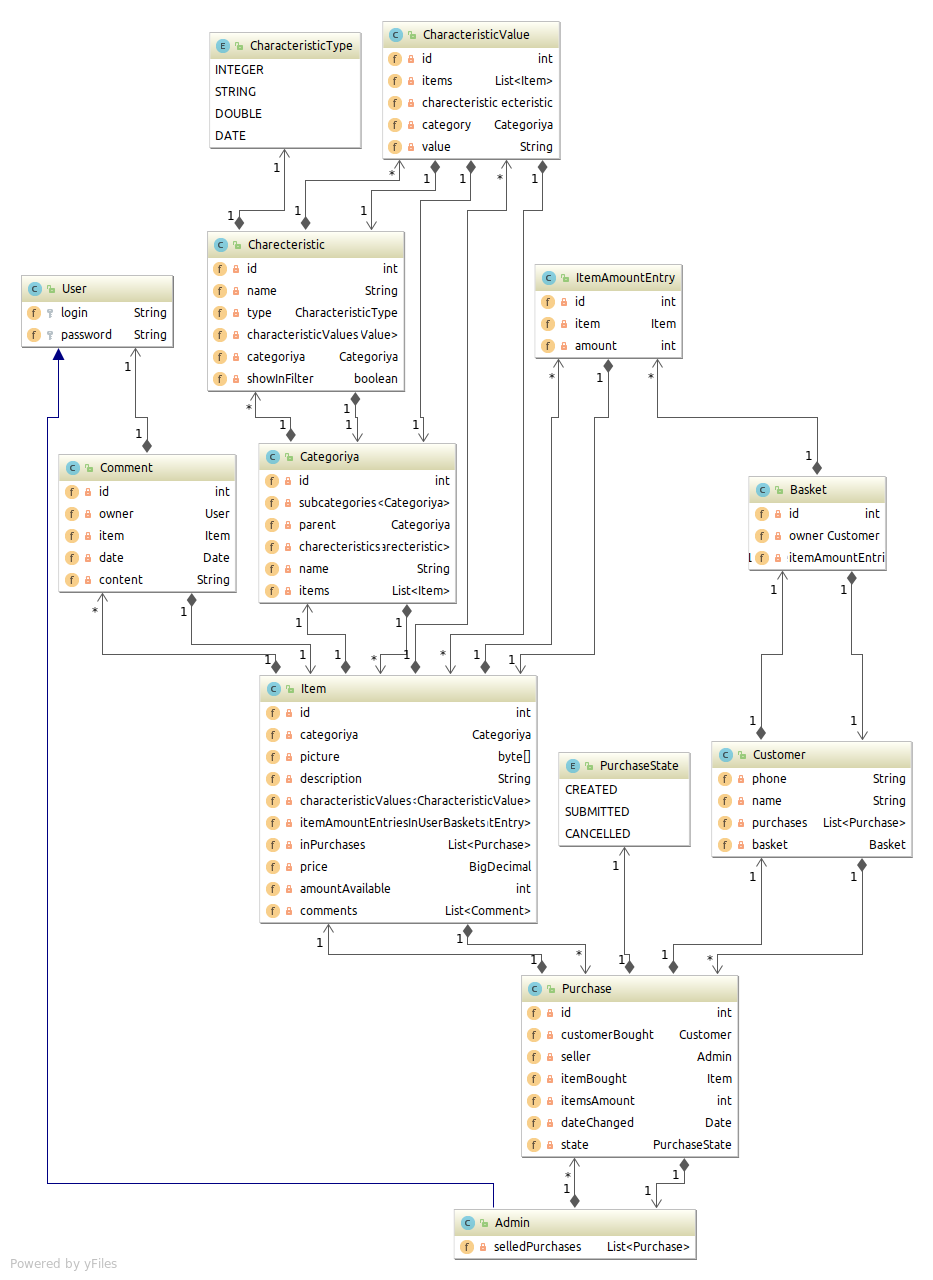 CharacteristicType
INTEGER
STRING
DOUBLE
DATE
CharacteristicValue
id int
items List<Item>
charecteristic ecteristic
category Categoriya
value String
1 * 1 1 * 1
1 1 1
Charecteristic
id int
name String
type CharacteristicType
characteristicValues Value>
categoriya Categoriya
showInFilter boolean
User
login String
password String
ItemAmountEntry
id int
item Item
amount int
1 * 1 * 1 *
1 1 1 1 1
Comment
id int
owner User
item Item
date Date
content String
Categoriya
id int
subcategories <Categoriya>
parent Categoriya
charecteristics recteristic>
name String
items List<Item>
Basket
id int
owner Customer
itemAmountEntri
* 1 1 1 1 1
1 1 1 * 1 * 1 1
Item
id int
categoriya Categoriya
picture byte[]
description String
characteristicValues <CharacteristicValue>
itemAmountEntriesInUserBaskets tEntry>
inPurchases List<Purchase>
price BigDecimal
amountAvailable int
comments List<Comment>
PurchaseState
CREATED
SUBMITTED
CANCELLED
Customer
phone String
name String
purchases List<Purchase>
basket Basket
1 1 1 1 1
1 * 1 1 *
Purchase
id int
customerBought Customer
seller Admin
itemBought Item
itemsAmount int
dateChanged Date
state PurchaseState
* 1
1 1
Admin
selledPurchases List<Purchase>
Powered by yFiles